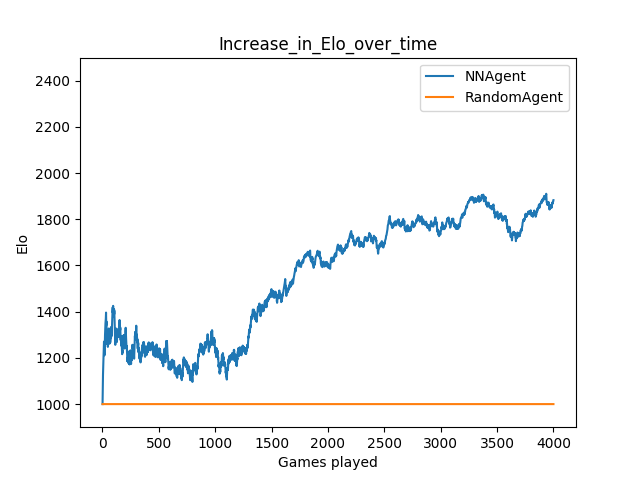 Increase_in_Elo_over_time
NNAgent
RandomAgent
2400
2200
2000
1800
1600
1400
1200
1000
Elo
0 500 1000 1500 2000 2500 3000 3500 4000
Games played